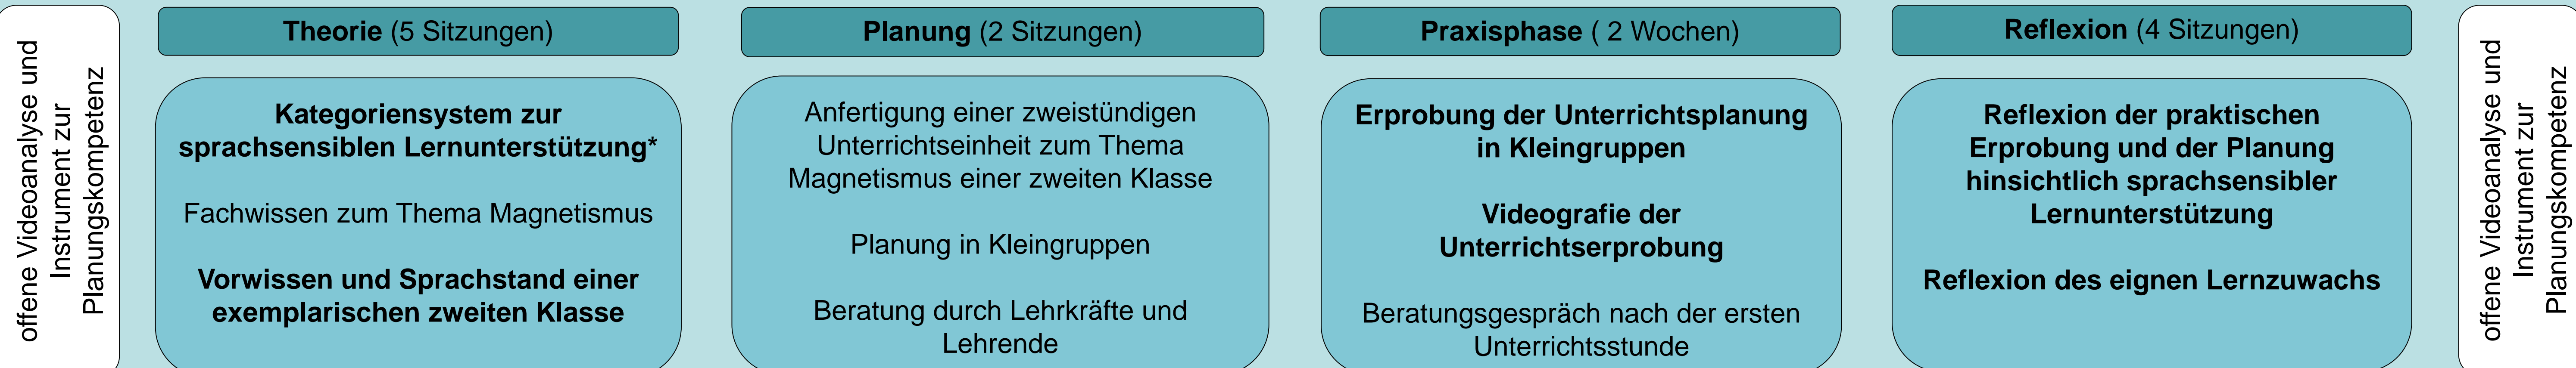 offene Videoanalyse und
Instrument zur
Planungskompetenz
Theorie (5 Sitzungen)
Kategoriensystem zur
sprachsensiblen Lernunterstützung*
Fachwissen zum Thema Magnetismus
Vorwissen und Sprachstand einer
exemplarischen zweiten Klasse
Planung (2 Sitzungen)
Anfertigung einer zweistündigen
Unterrichtseinheit zum Thema
Magnetismus einer zweiten Klasse
Planung in Kleingruppen
Beratung durch Lehrkräfte und
Lehrende
Praxisphase ( 2 Wochen)
Erprobung der Unterrichtsplanung
in Kleingruppen
Videografie der
Unterrichtserprobung
Beratungsgespräch nach der ersten
Unterrichtsstunde
Reflexion (4 Sitzungen)
Reflexion der praktischen
Erprobung und der Planung
hinsichtlich sprachsensibler
Lernunterstützung
Reflexion des eignen Lernzuwachs
offene Videoanalyse und
Instrument zur
Planungskompetenz